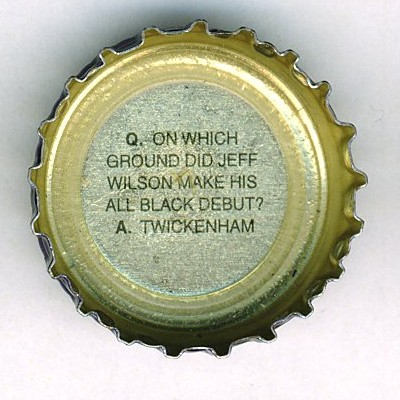 Q. ON WHICH
GROUND DID JEFF
WILSON MAKE HIS
ALL BLACK DEBUT?
A. TWICKENHAM